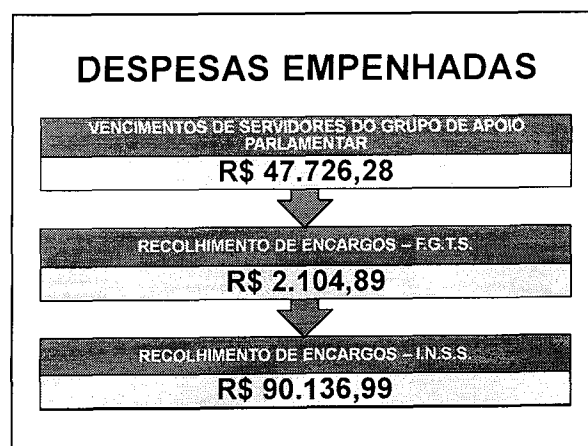 DESPESAS EMPENHADAS
VENCIMENTOS DE SERVIDORES DO GRUPO DE APOIO
PARLAMENTAR
R$ 47.726,28
RECOLHIMENTO DE ENCARGOS – F.G.T.S.
R$ 2.104,89
RECOLHIMENTO DE ENCARGOS – I.N.S.S.
R$ 90.136,99